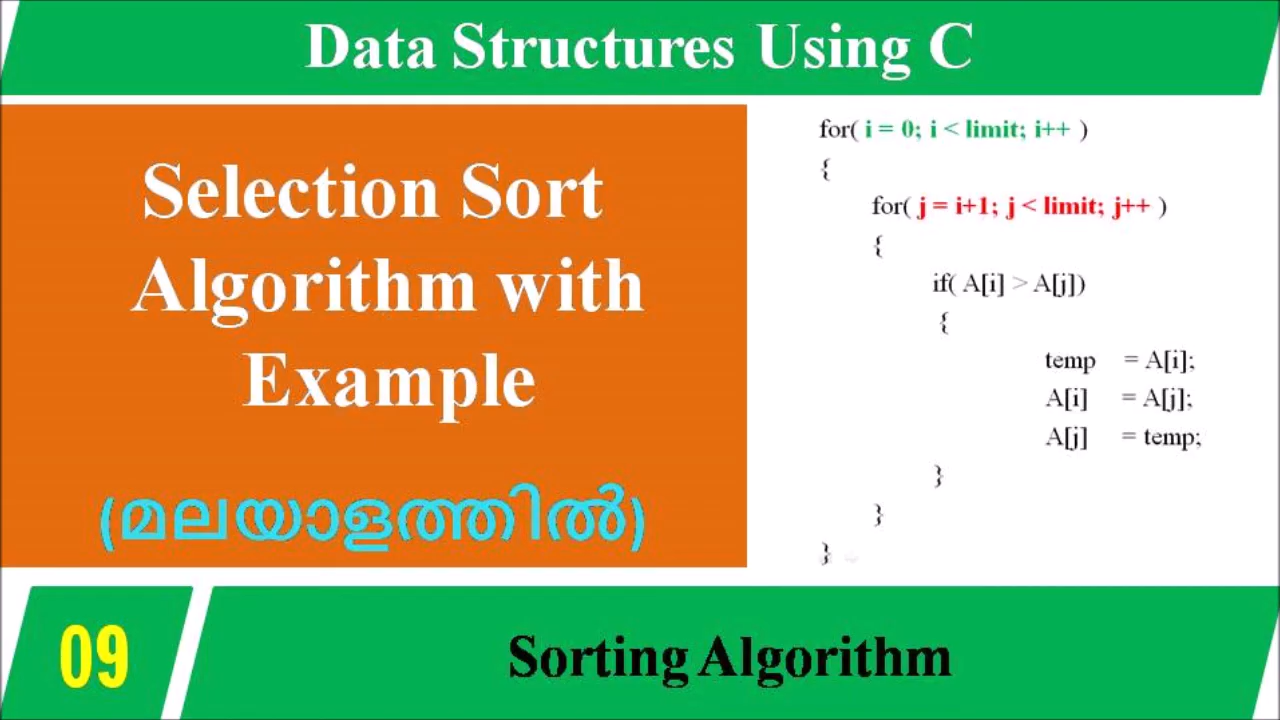 Data Structures Using C
Selection Sort
Algorithm with
Example
(മലയാളത്തിൽ)
for( i = 0; i < limit; i++ )
{
for( j = i+1; j < limit; j++ )
{
if( A[i] > A[j])
{
temp = A[i];
A[i] = A[j];
A[j] = temp;
}
}
}
09
Sorting Algorithm